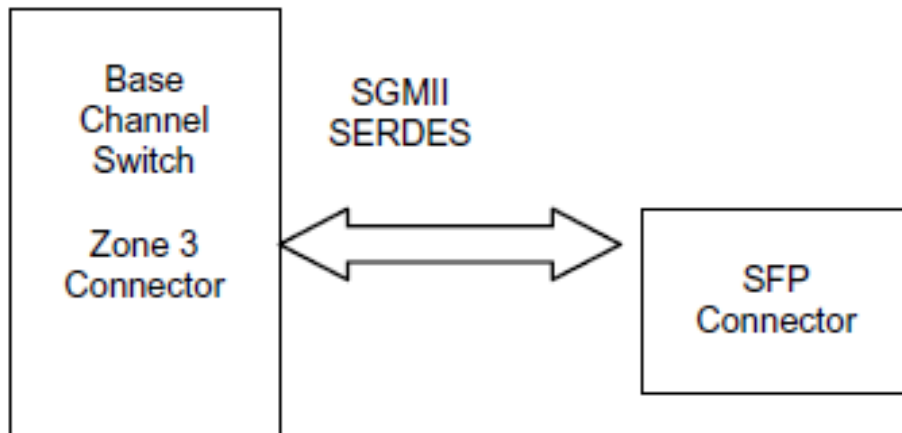 Base
Channel
Switch
Zone 3
Connector
SGMII
SERDES
SFP
Connector